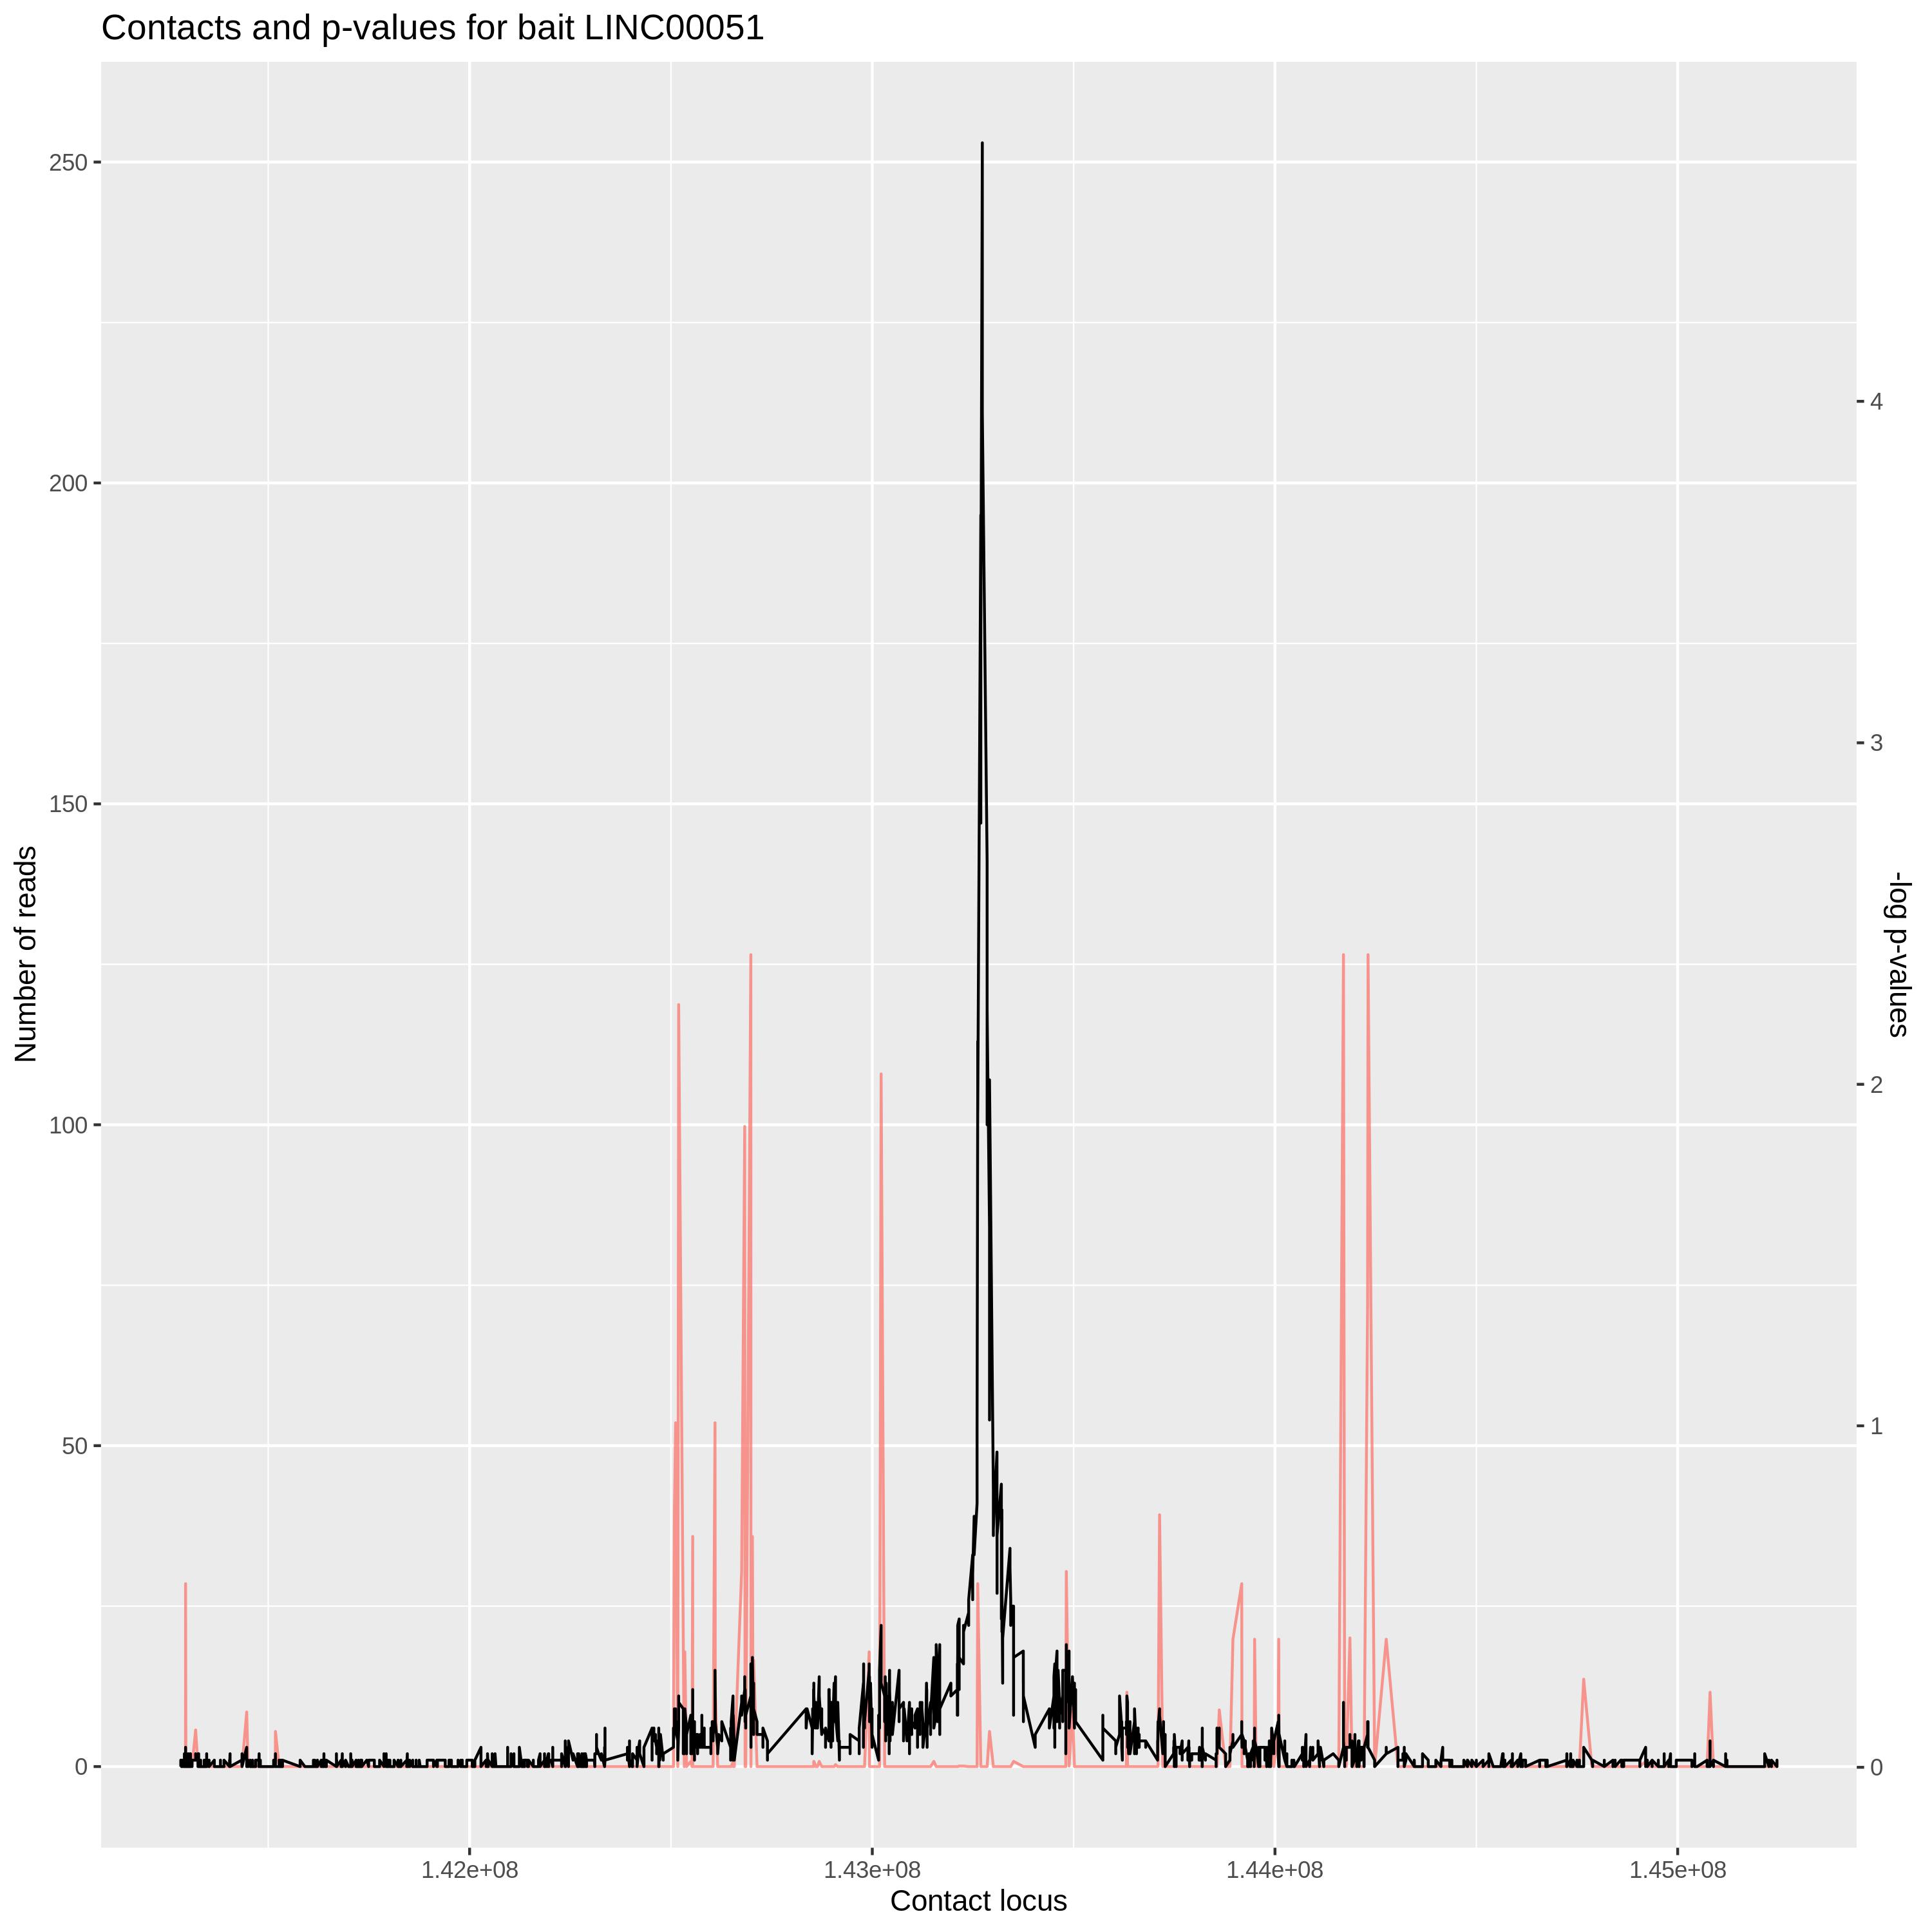 Contacts and p-values for bait LINC00051
250
200
150
100
50
0
Number of reads
4
3
2
1
0
-log p-values
1.42e+08 1.43e+08 1.44e+08 1.45e+08
Contact locus